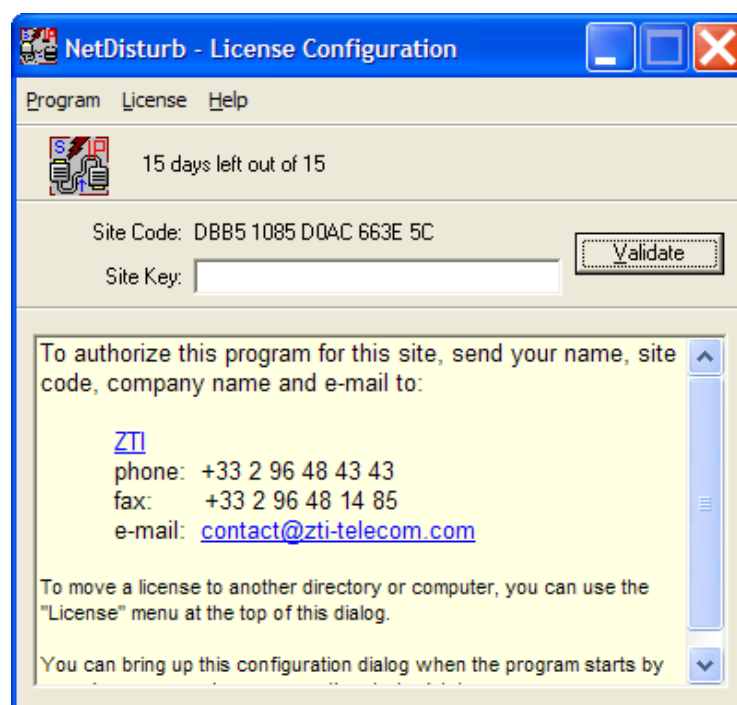 NetDisturb - License Configuration
Program License Help
S IP
15 days left out of 15
Site Code: DBB5 1085 D0AC 663E 5C
Validate
Site Key:
To authorize this program for this site, send your name, site
code, company name and e-mail to:
ZTI
phone: +33 2 96 48 43 43
fax: +33 2 96 48 14 85
e-mail: contact@zti-telecom.com
To move a license to another directory or computer, you can use the
"License" menu at the top of this dialog.
You can bring up this configuration dialog when the program starts by